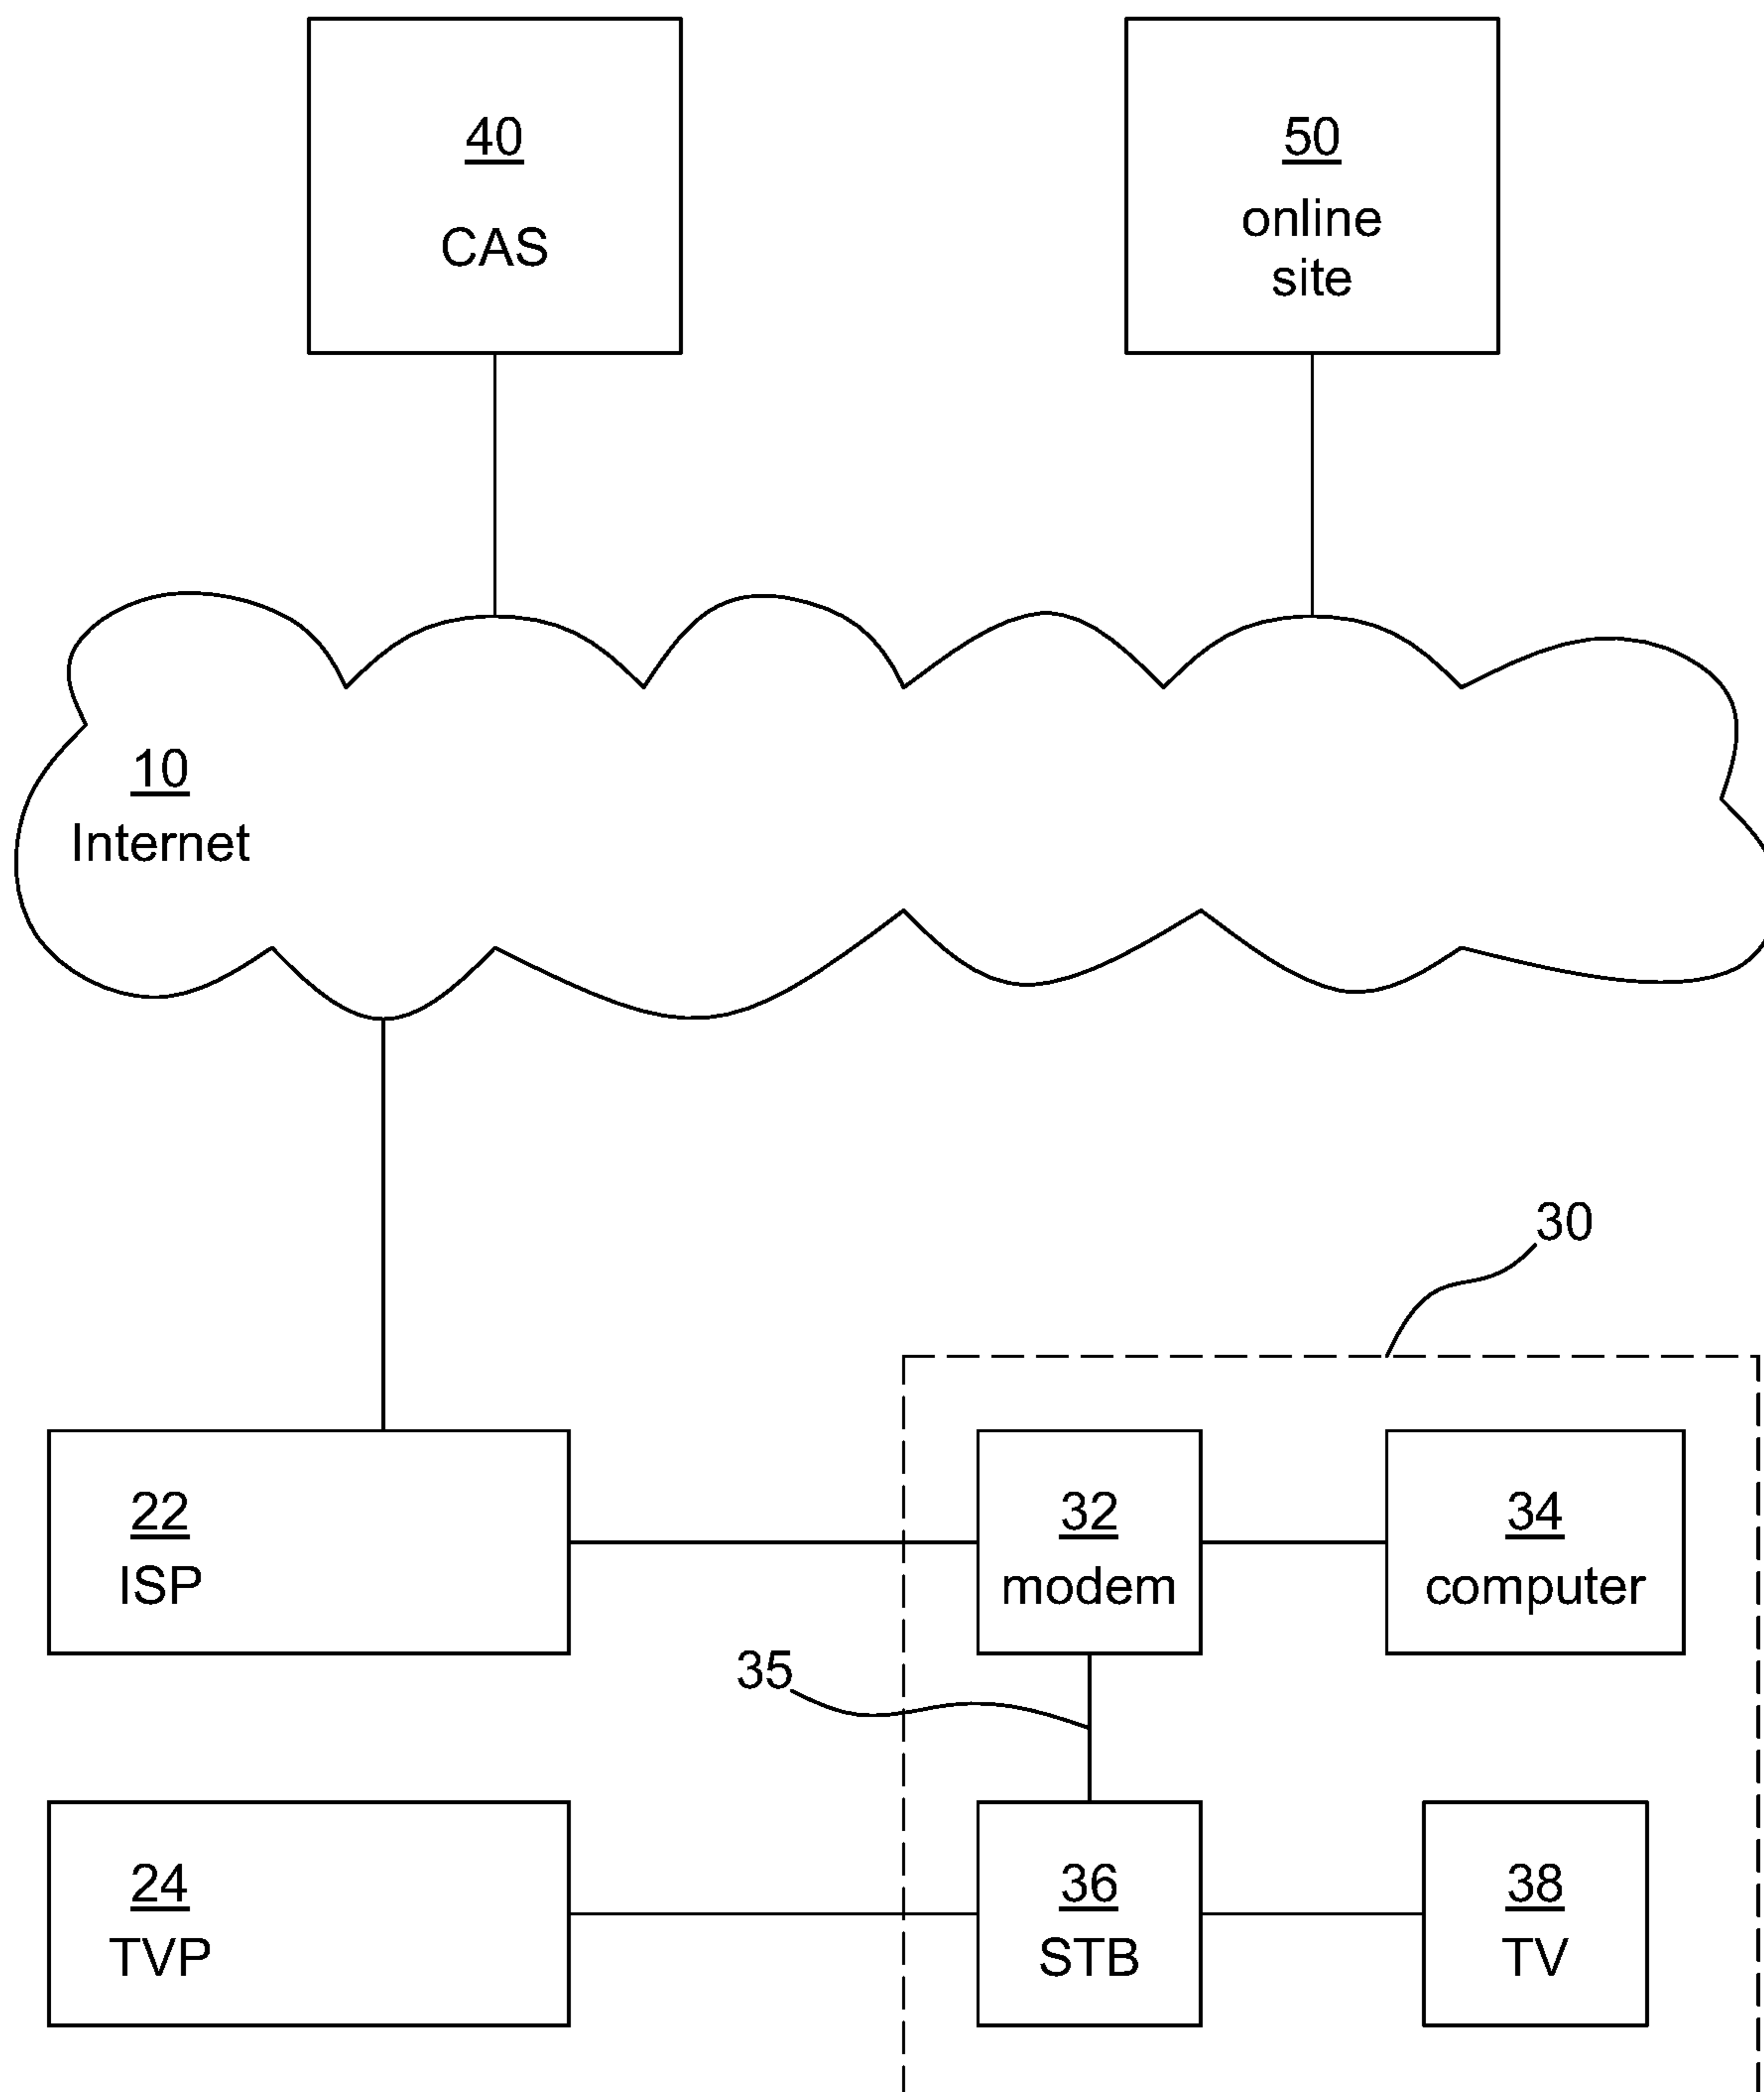 40
CAS
50
online
site
10
Internet
30
22
ISP
32
modem
34
computer
35
24
TVP
36
STB
38
TV